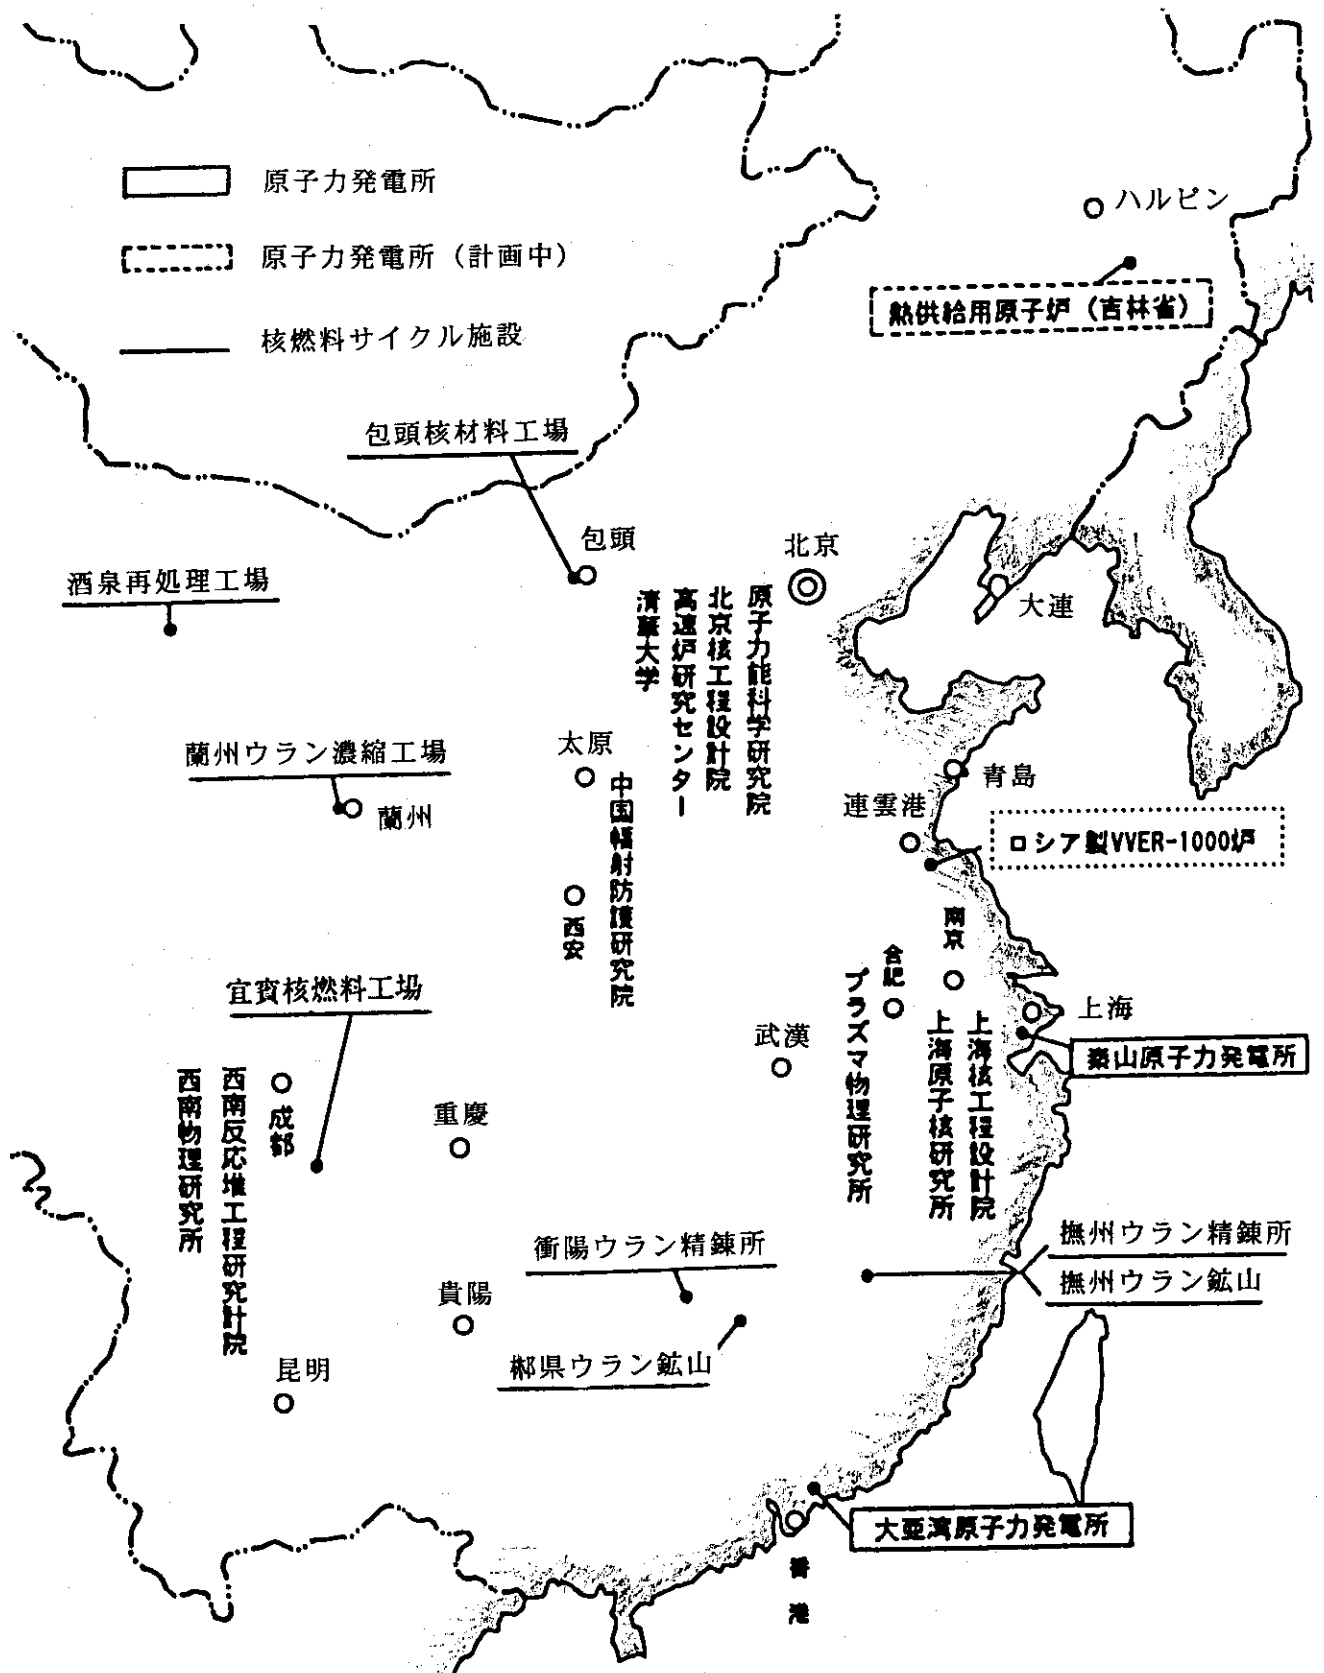 原子力発電所
原子力発電所（計画中）
核燃料サイクル施設
ハルビン
熱供給用原子炉（吉林省）
包頭核材料工場
包頭
北京
大連
酒泉再処理工場
原子力能科学研究院
北京核工程設計院
高速炉研究センター
清華大学
蘭州ウラン濃縮工場
蘭州
太原
中国輻射防護研究院
青島
連雲港
ロシア製VVER-1000炉
西安
南京
合肥
プラズマ物理研究所
宜賓核燃料工場
武漢
上海
上海核工程設計院
上海原子核研究所
秦山原子力発電所
成都
西南反応堆工程研究計院
西南物理研究所
重慶
衝陽ウラン精錬所
撫州ウラン精錬所
撫州ウラン鉱山
貴陽
郴県ウラン鉱山
昆明
大亜湾原子力発電所
香港